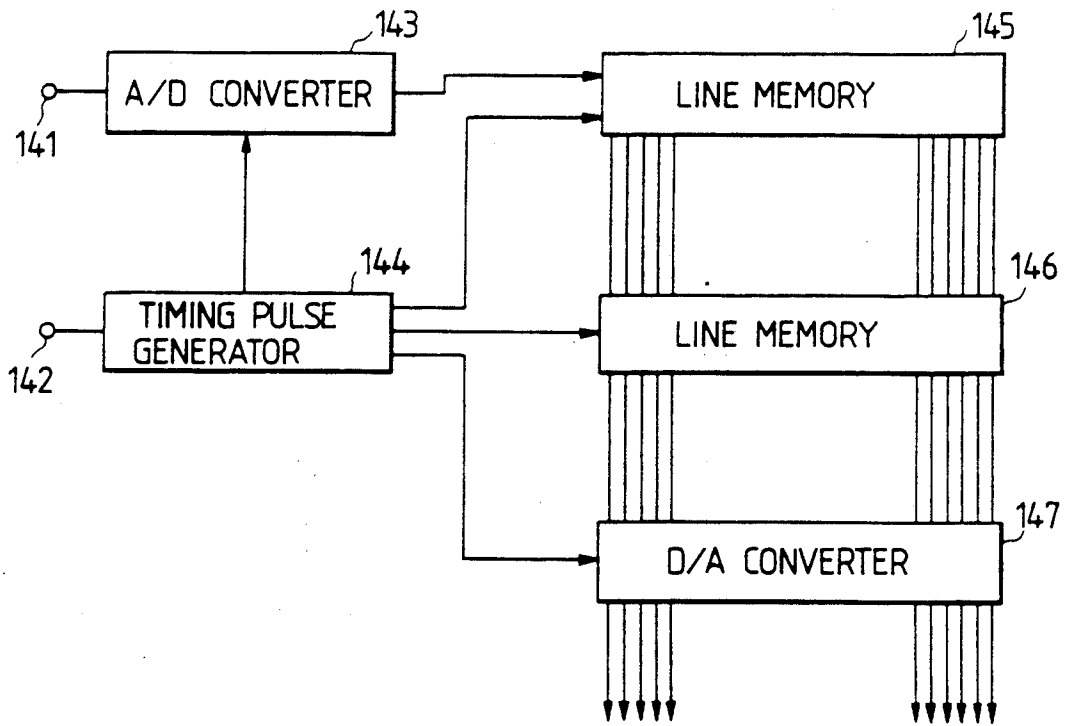 143
A/D CONVERTER
141
145
LINE MEMORY
144
TIMING PULSE
GENERATOR
142
146
LINE MEMORY
147
D/A CONVERTER